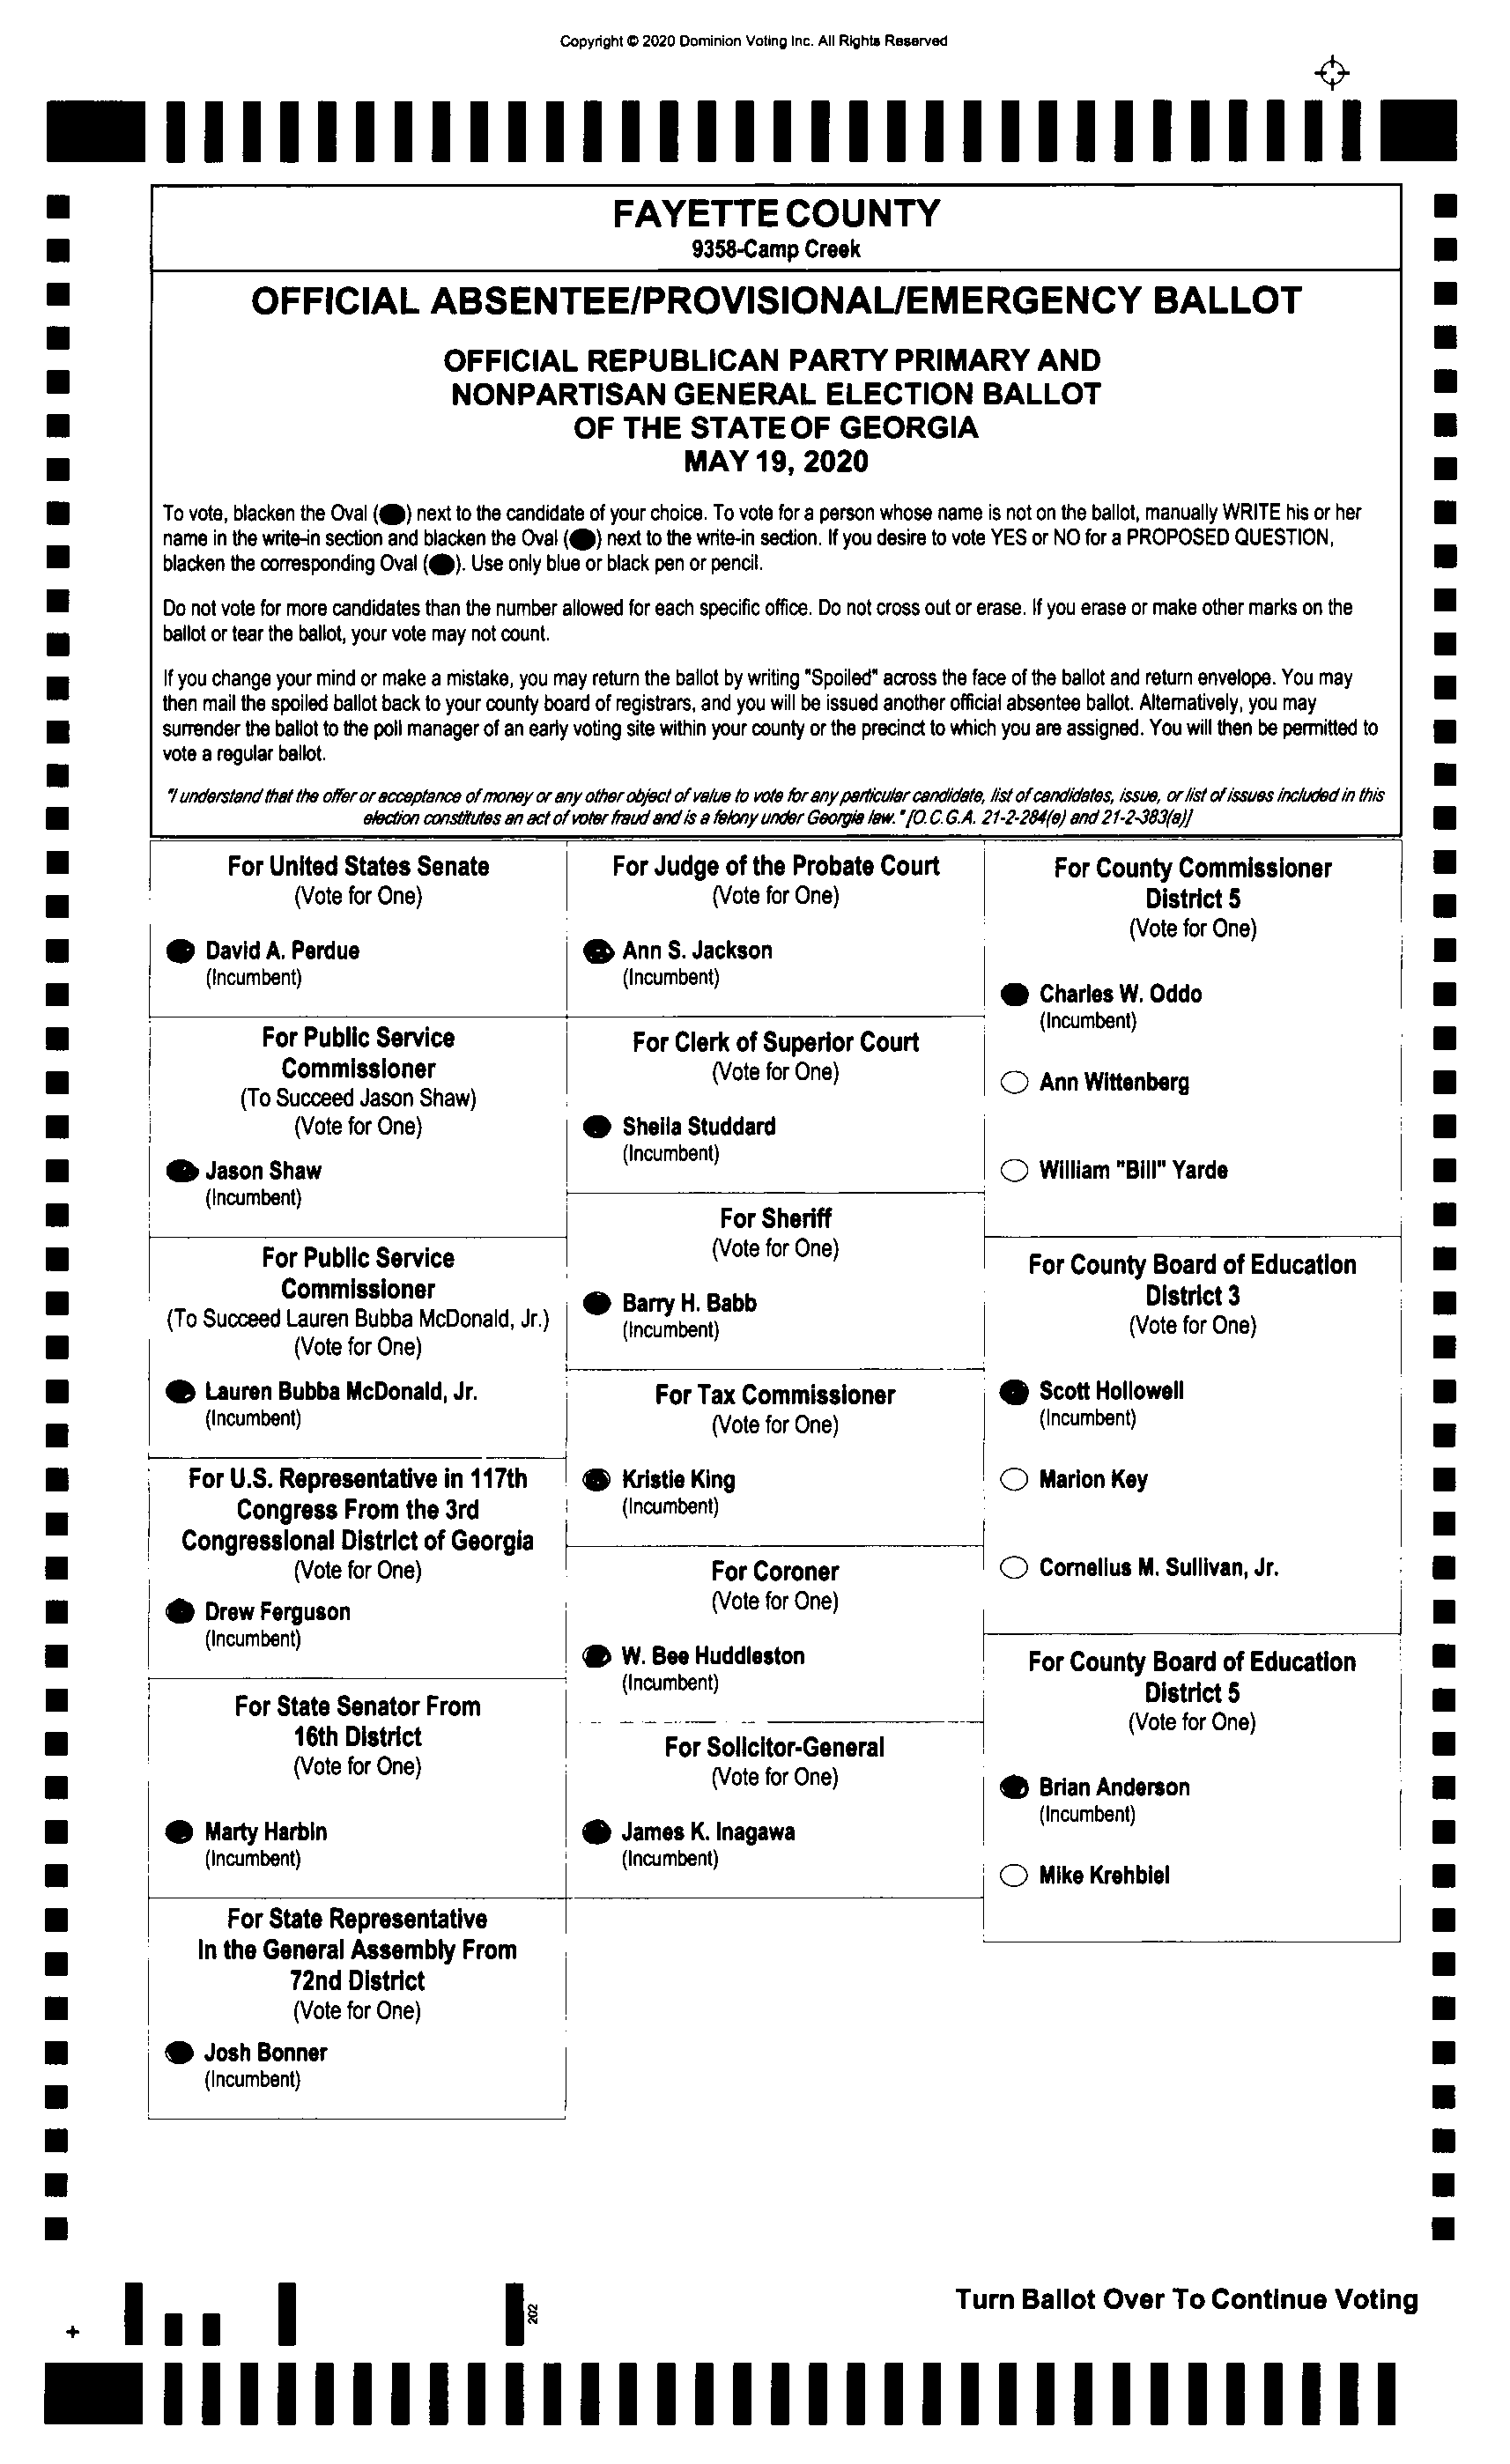 Copyright © 2020 Dominion Voting Inc. All Rights Reserved
FAYETTE COUNTY
9358-Camp Creek
OFFICIAL ABSENTEE/PROVISIONAL/EMERGENCY BALLOT
OFFICIAL REPUBLICAN PARTY PRIMARY AND
NONPARTISAN GENERAL ELECTION BALLOT
OF THE STATE OF GEORGIA
MAY 19, 2020
To vote, blacken the Oval ( ) next to the candidate of your choice. To vote for a person whose name is not on the ballot, manually WRITE his or her
name in the write-in section and blacken the Oval ( ) next to the write-in section. If you desire to vote YES or NO for a PROPOSED QUESTION,
blacken the corresponding Oval ( ). Use only blue or black pen or pencil.
Do not vote for more candidates than the number allowed for each specific office. Do not cross out or erase. If you erase or make other marks on the
ballot or tear the ballot, your vote may not count.
If you change your mind or make a mistake, you may return the ballot by writing "Spoiled" across the face of the ballot and return envelope. You may
then mail the spoiled ballot back to your county board of registrars, and you will be issued another official absentee ballot. Alternatively, you may
surrender the ballot to the poll manager of an early voting site within your county or the precinct to which you are assigned. You will then be permitted to
vote a regular ballot.
"I understand that the offer or acceptance of money or any other object of value to vote for any particular candidate, list of candidates, issue, or list of issues included in this
election constitutes an act of voter fraud and is a felony under Georgia law." [O.C.G.A. 21-2-284(e) and 21-2-383(a)]
For United States Senate
(Vote for One)
David A. Perdue
(Incumbent)
For Public Service
Commissioner
(To Succeed Jason Shaw)
(Vote for One)
Jason Shaw
(Incumbent)
For Public Service
Commissioner
(To Succeed Lauren Bubba McDonald, Jr.)
(Vote for One)
Lauren Bubba McDonald, Jr.
(Incumbent)
For U.S. Representative in 117th
Congress From the 3rd
Congressional District of Georgia
(Vote for One)
Drew Ferguson
(Incumbent)
For State Senator From
16th District
(Vote for One)
Marty Harbin
(Incumbent)
For State Representative
In the General Assembly From
72nd District
(Vote for One)
Josh Bonner
(Incumbent)
For Judge of the Probate Court
(Vote for One)
Ann S. Jackson
(Incumbent)
For Clerk of Superior Court
(Vote for One)
Sheila Studdard
(Incumbent)
For Sheriff
(Vote for One)
Barry H. Babb
(Incumbent)
For Tax Commissioner
(Vote for One)
Kristie King
(Incumbent)
For Coroner
(Vote for One)
W. Bee Huddleston
(Incumbent)
For Solicitor-General
(Vote for One)
James K. Inagawa
(Incumbent)
For County Commissioner
District 5
(Vote for One)
Charles W. Oddo
(Incumbent)
Ann Wittenberg
William "Bill" Yarde
For County Board of Education
District 3
(Vote for One)
Scott Hollowell
(Incumbent)
Marion Key
Cornelius M. Sullivan, Jr.
For County Board of Education
District 5
(Vote for One)
Brian Anderson
(Incumbent)
Mike Krehbiel
202
Turn Ballot Over To Continue Voting